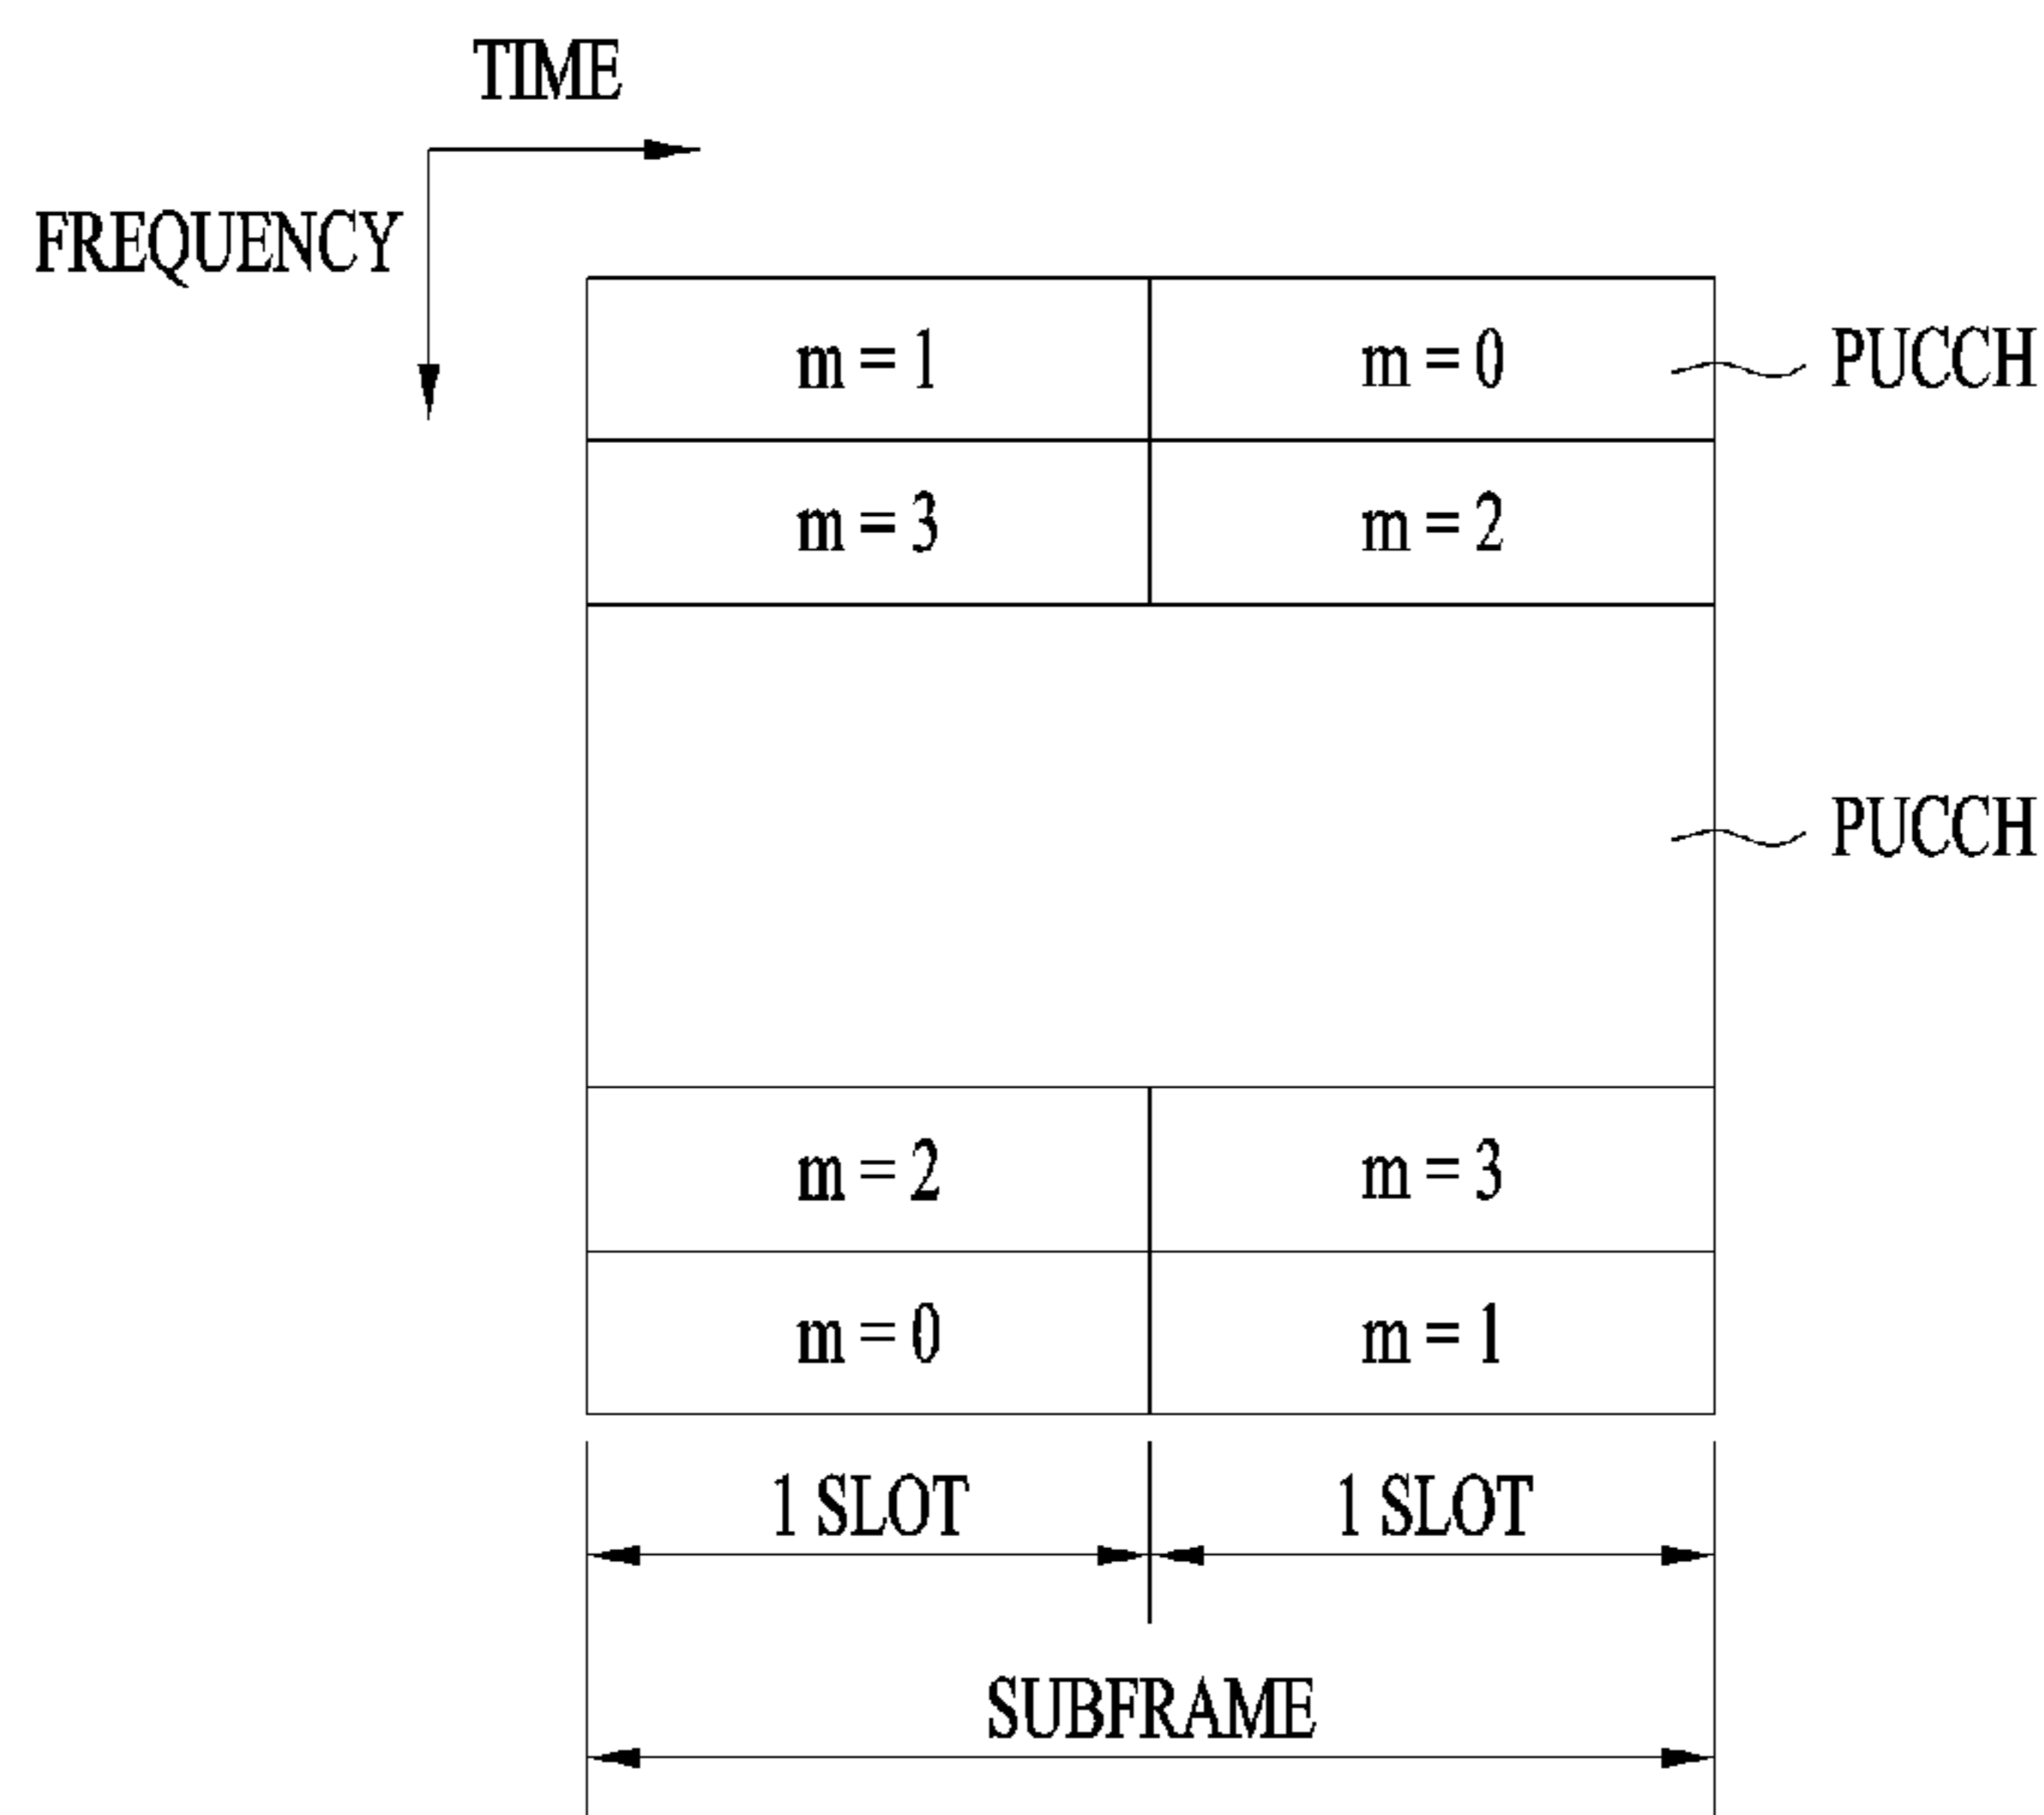 TIME
FREQUENCY
m = 1 m = 0 PUCCH
m = 3 m = 2
PUCCH
m = 2 m = 3
m = 0 m = 1
1 SLOT 1 SLOT
SUBFRAME